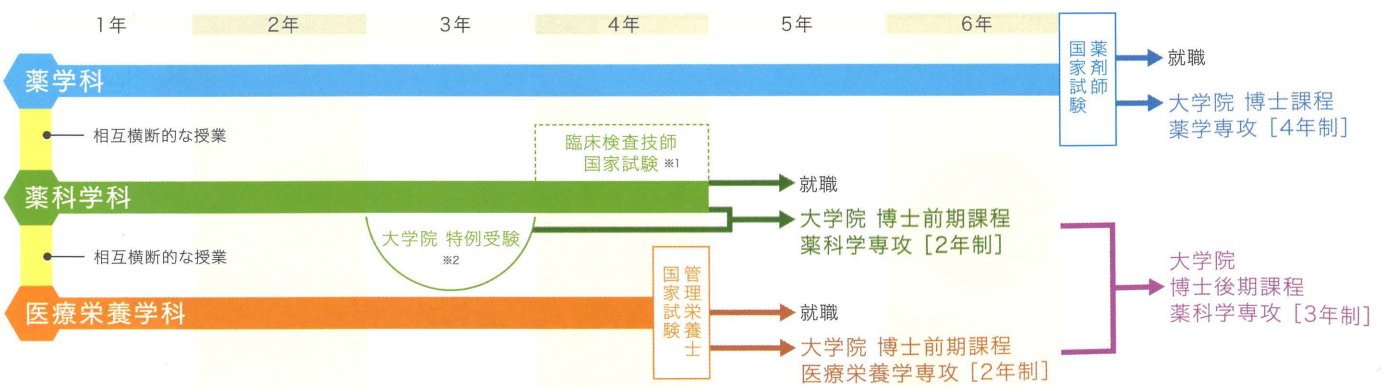 1年
2年
3年
4年
5年
6年
薬学科
薬剤師
国家試験
就職
大学院 博士課程
薬学専攻［4年制］
相互横断的な授業
臨床検査技師
国家試験 ※1
薬科学科
就職
大学院 博士前期課程
薬科学専攻［2年制］
大学院 特例受験
※2
相互横断的な授業
医療栄養学科
管理栄養士
国家試験
就職
大学院 博士前期課程
医療栄養学専攻［2年制］
大学院
博士後期課程
薬科学専攻［3年制］